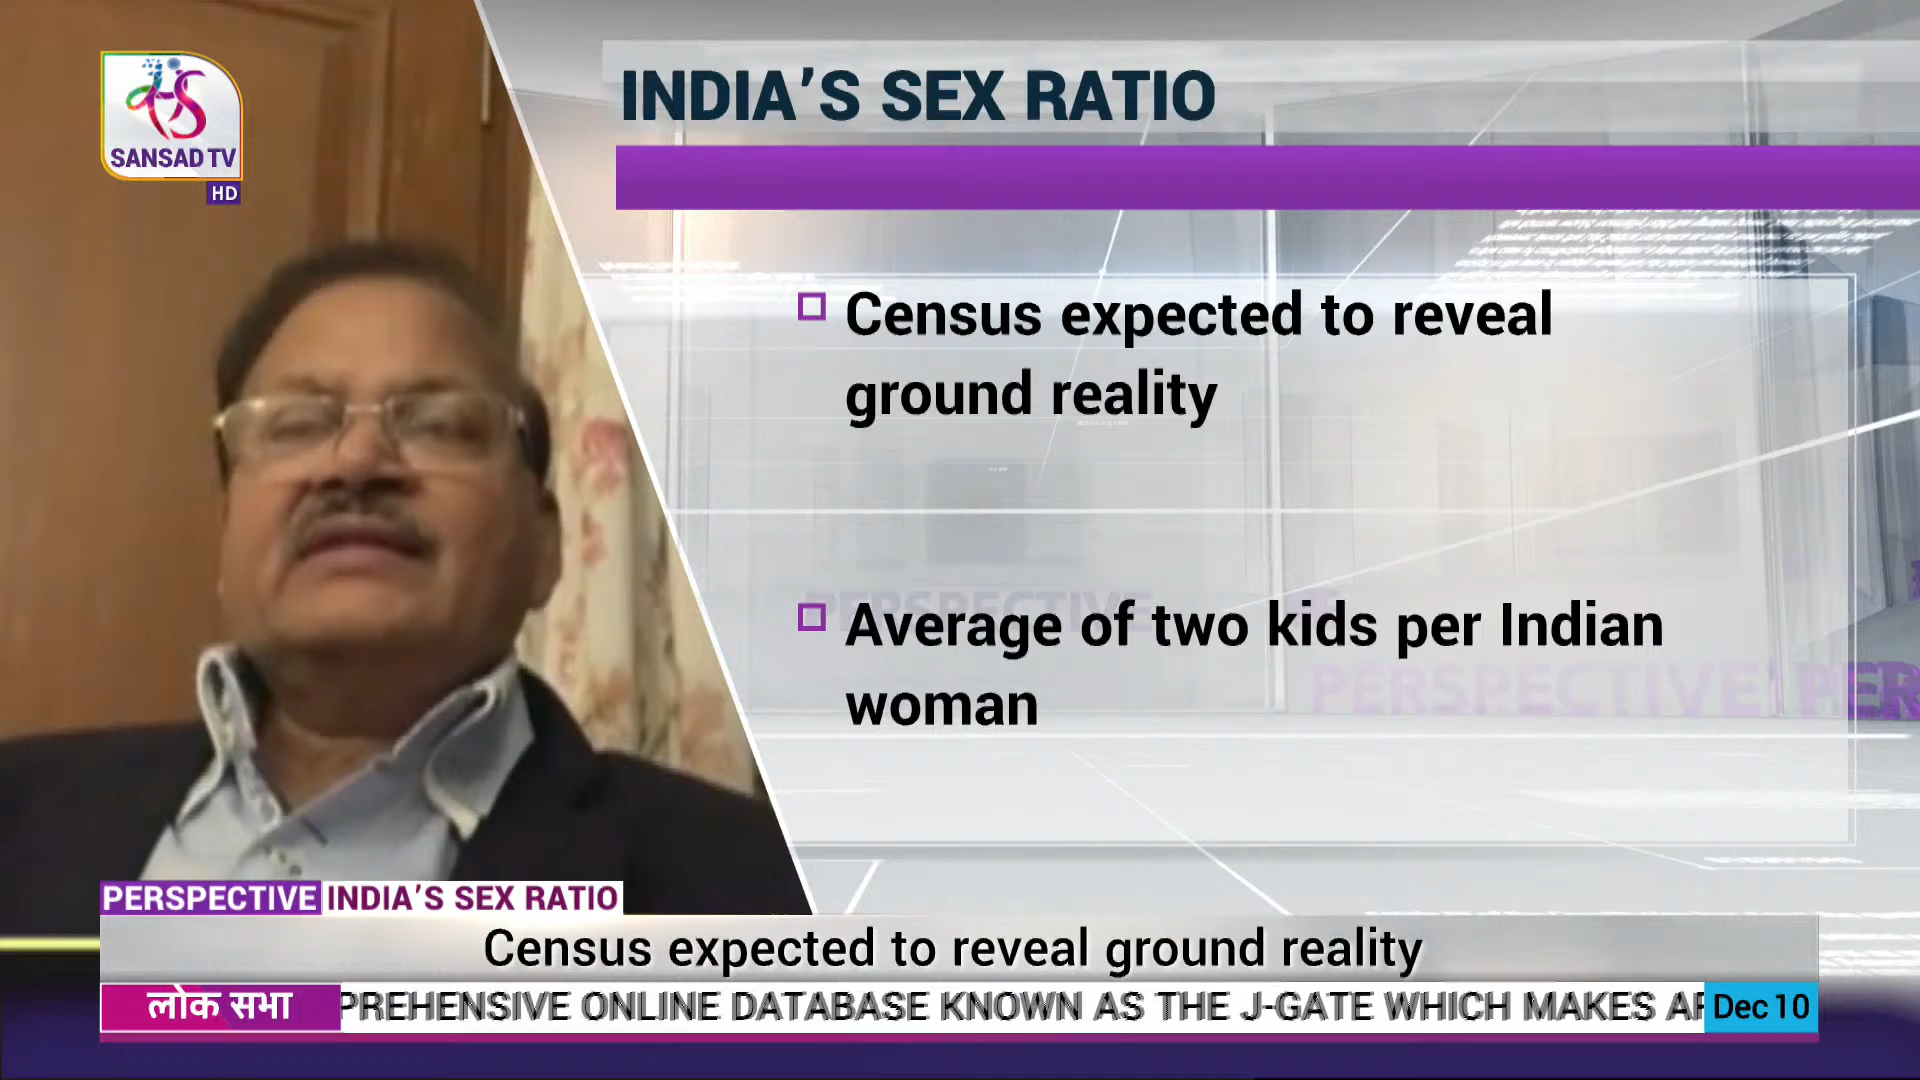 SANSAD TV
HD
INDIA’S SEX RATIO
Census expected to reveal
ground reality
Average of two kids per Indian
woman
PERSPECTIVE
PERSPECTIVE
PERSPECTIVE INDIA’S SEX RATIO
Census expected to reveal ground reality
लोक सभा PREHENSIVE ONLINE DATABASE KNOWN AS THE J-GATE WHICH MAKES Dec 10